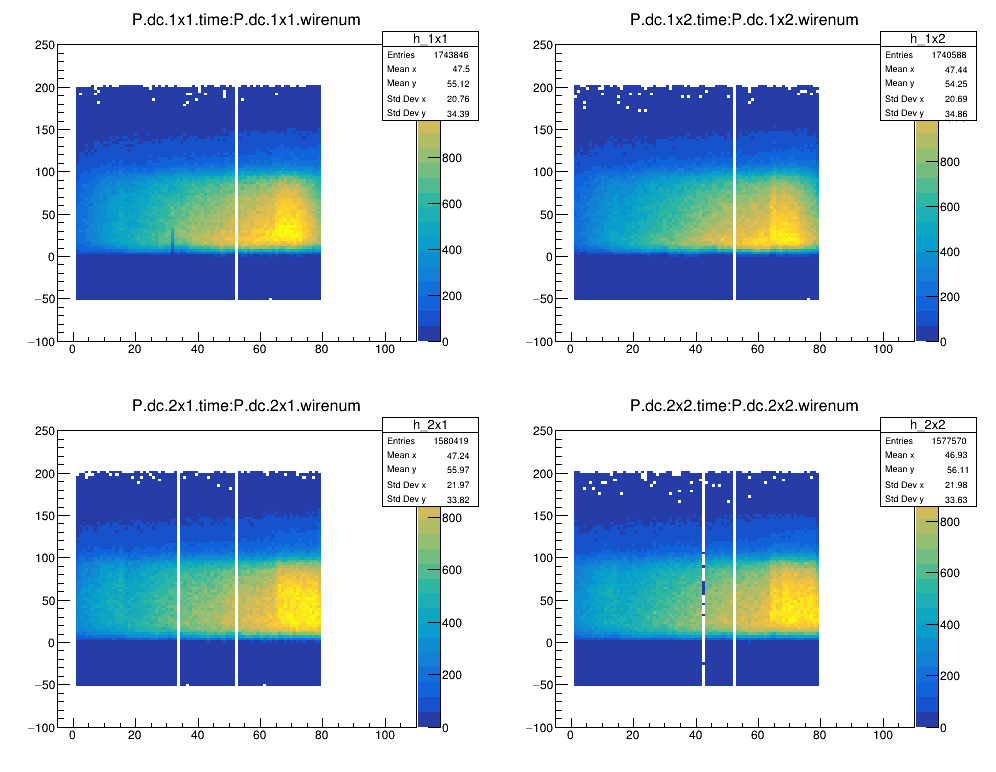 P.dc.1x1.time:P.dc.1x1.wirenum
h_1x1
Entries 1743846
Mean x 47.5
Mean y 55.12
Std Dev x 20.76
Std Dev y 34.39
250
200
150
100
50
0
−50
−100
0 20 40 60 80 100
800
600
400
200
0
P.dc.1x2.time:P.dc.1x2.wirenum
h_1x2
Entries 1740588
Mean x 47.44
Mean y 54.25
Std Dev x 20.69
Std Dev y 34.86
250
200
150
100
50
0
−50
−100
0 20 40 60 80 100
800
600
400
200
0
P.dc.2x1.time:P.dc.2x1.wirenum
h_2x1
Entries 1580419
Mean x 47.24
Mean y 55.97
Std Dev x 21.97
Std Dev y 33.82
250
200
150
100
50
0
−50
−100
0 20 40 60 80 100
800
600
400
200
0
P.dc.2x2.time:P.dc.2x2.wirenum
h_2x2
Entries 1577570
Mean x 46.93
Mean y 56.11
Std Dev x 21.98
Std Dev y 33.63
250
200
150
100
50
0
−50
−100
0 20 40 60 80 100
800
600
400
200
0